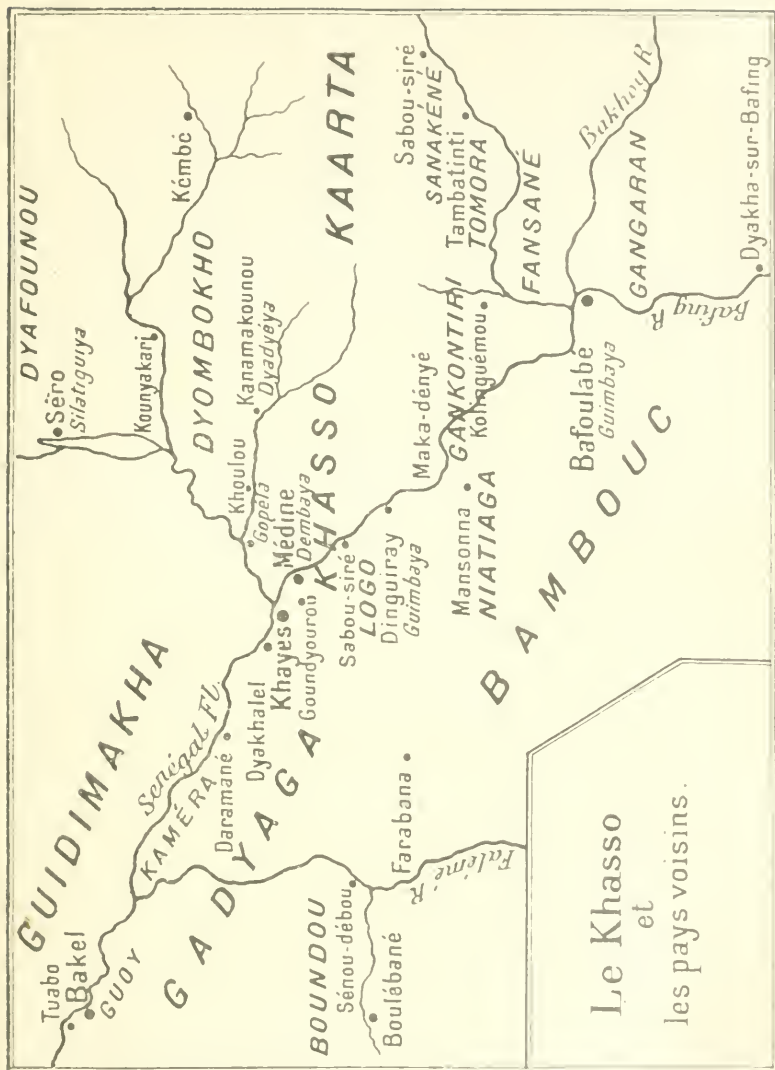 Le Khasso
et
les pays voisins.
GUIDIMAKHA
Tuabo
Bakel
GUOY
Sénégal Fl.
KAMÉRA
GADYAGA
Daramané
Dyakhalel
Khayes
Goundyourou
BOUNDOU
Sénou-débou
Boulébané
Farabana
Falémé R
DYAFOUNOU
Sëro
Silatiguiya
Kounyakari
Kémbé
DYOMBOKHO
Khoulou
Gopéla
Kanamakounou
Dyadyéya
KAARTA
Médine
Dembaya
KHASSO
Sabou-siré
LOGO
Dinguiray
Guimbaya
Maka-dényé
Mansonna
NIATIAGA
GANKONTIRI
Kolinguémou
Sabou-siré
SANAKÉNÉ
Tambatinti
TOMORA
FANSANÉ
Bakhoy R
GANGARAN
Bafoulabe
Guimbaya
Bafing
R
Dyakha-sur-Bafing
BAMBOUC